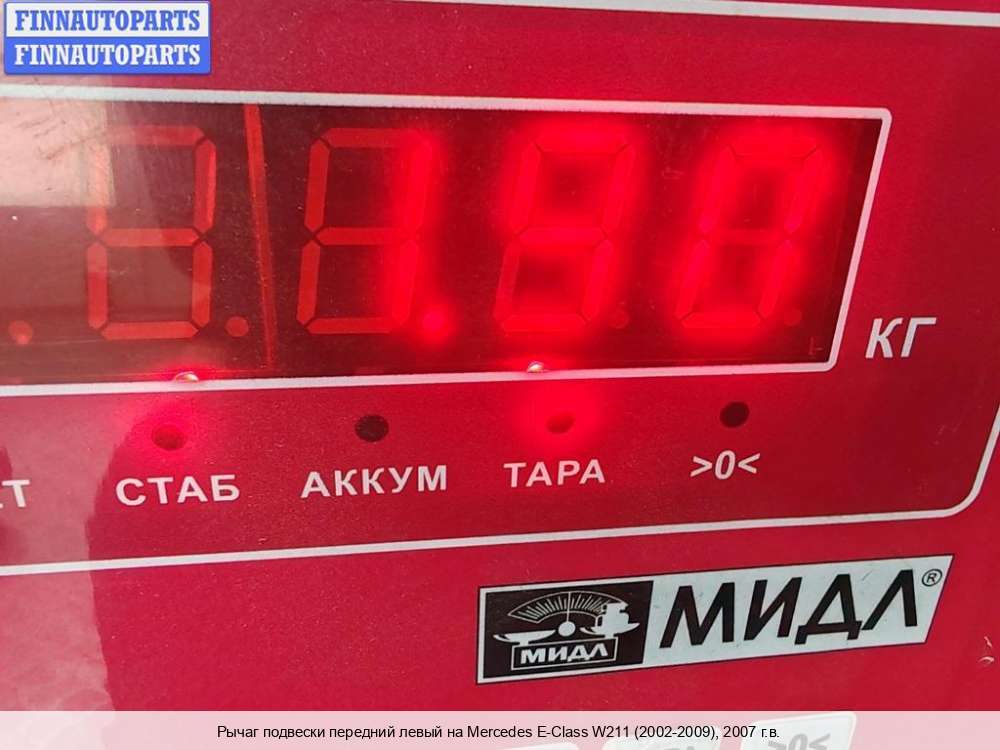 FINNAUTOPARTS
FINNAUTOPARTS
КГ
СТАБ АККУМ ТАРА >0<
МИДЛ МИДЛ®
Рычаг подвески передний левый на Mercedes E-Class W211 (2002-2009), 2007 г.в.
>0<